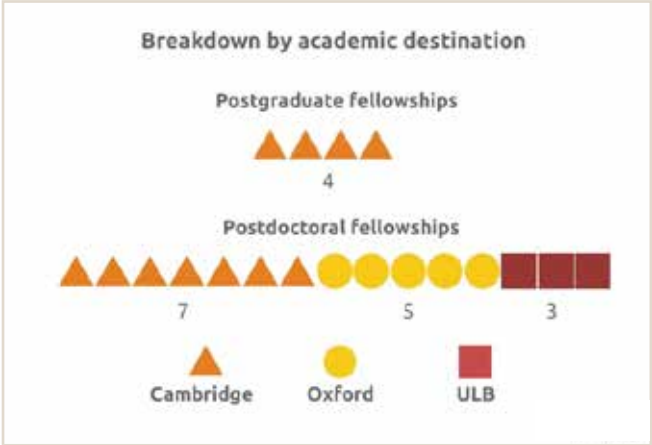 Breakdown by academic destination
Postgraduate fellowships
4
Postdoctoral fellowships
7 5 3
Cambridge Oxford ULB